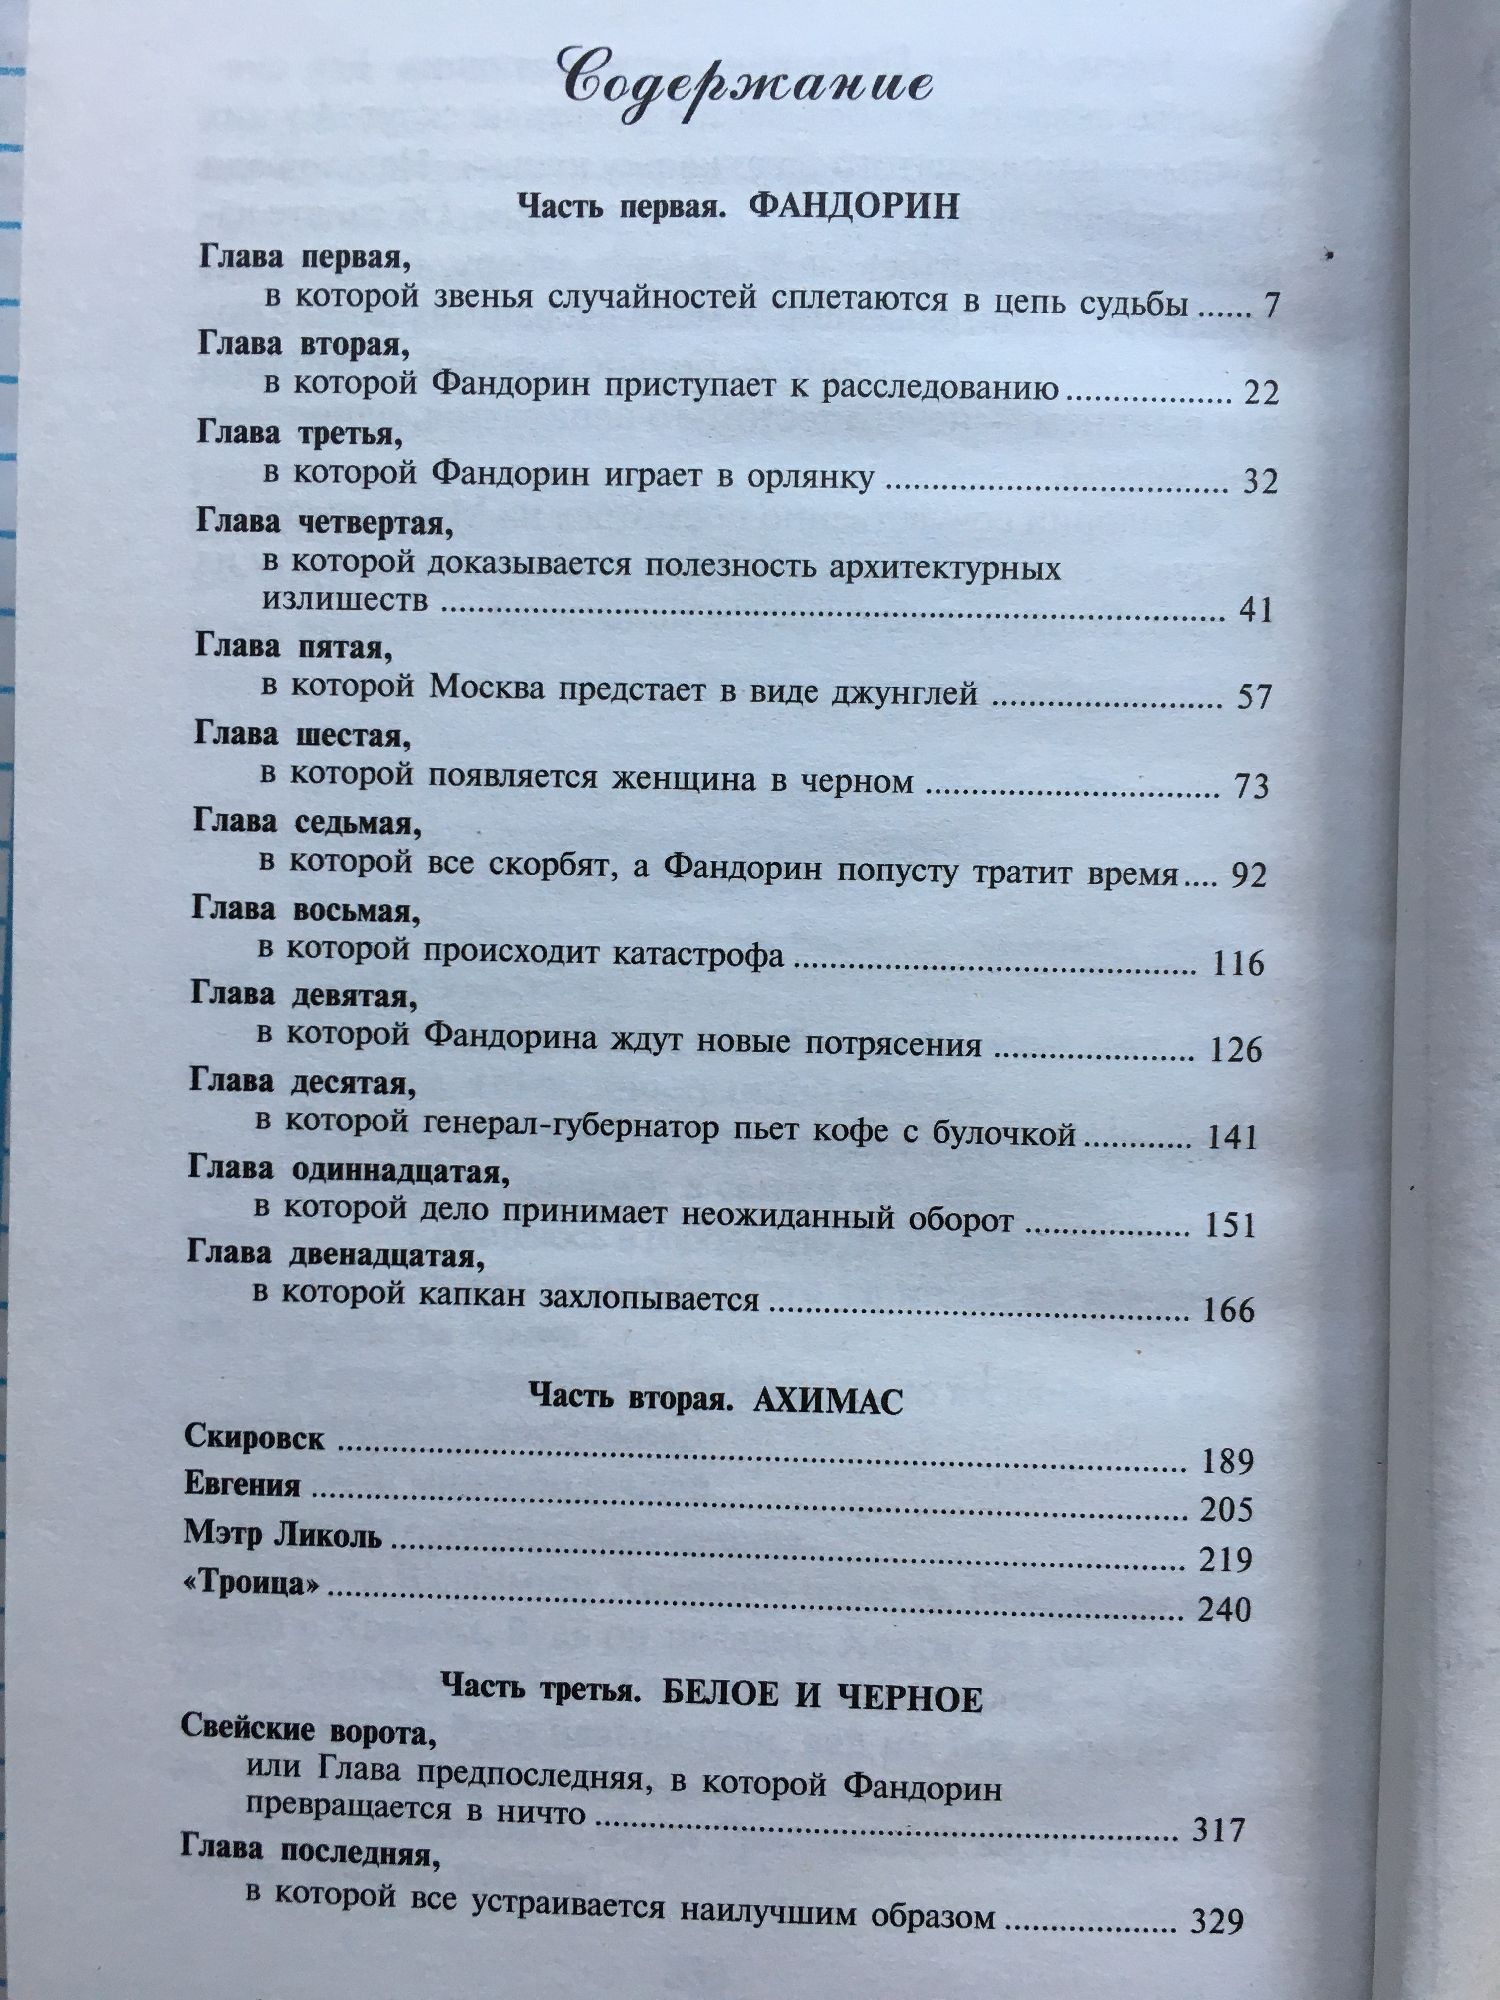 Содержание
Часть первая. ФАНДОРИН
Глава первая,
в которой звенья случайностей сплетаются в цепь судьбы ...... 7
Глава вторая,
в которой Фандорин приступает к расследованию .................. 22
Глава третья,
в которой Фандорин играет в орлянку ..................................... 32
Глава четвертая,
в которой доказывается полезность архитектурных
излишеств ..................................................................................... 41
Глава пятая,
в которой Москва предстает в виде джунглей ......................... 57
Глава шестая,
в которой появляется женщина в черном ................................ 73
Глава седьмая,
в которой все скорбят, а Фандорин попусту тратит время .... 92
Глава восьмая,
в которой происходит катастрофа ............................................ 116
Глава девятая,
в которой Фандорина ждут новые потрясения ...................... 126
Глава десятая,
в которой генерал-губернатор пьет кофе с булочкой ............ 141
Глава одиннадцатая,
в которой дело принимает неожиданный оборот .................. 151
Глава двенадцатая,
в которой капкан захлопывается .............................................. 166
Часть вторая. АХИМАС
Скировск ............................................................................................ 189
Евгения ............................................................................................... 205
Мэтр Ликоль ...................................................................................... 219
«Троица» ............................................................................................. 240
Часть третья. БЕЛОЕ И ЧЕРНОЕ
Свейские ворота,
или Глава предпоследняя, в которой Фандорин
превращается в ничто ................................................................ 317
Глава последняя,
в которой все устраивается наилучшим образом ................... 329